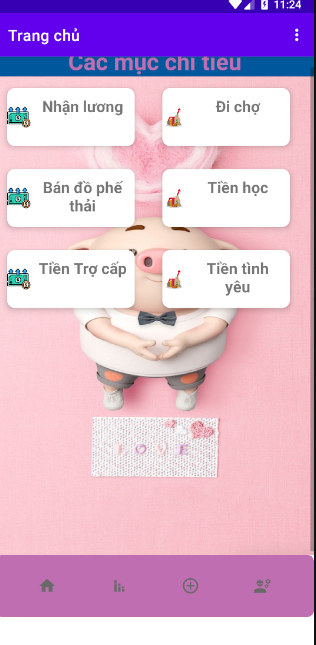 11:24
Trang chủ
Các mục chi tiêu
Nhận lương
Đi chợ
Bán đồ phế
thải
Tiền học
Tiền Trợ cấp
Tiền tình
yêu
LOVE